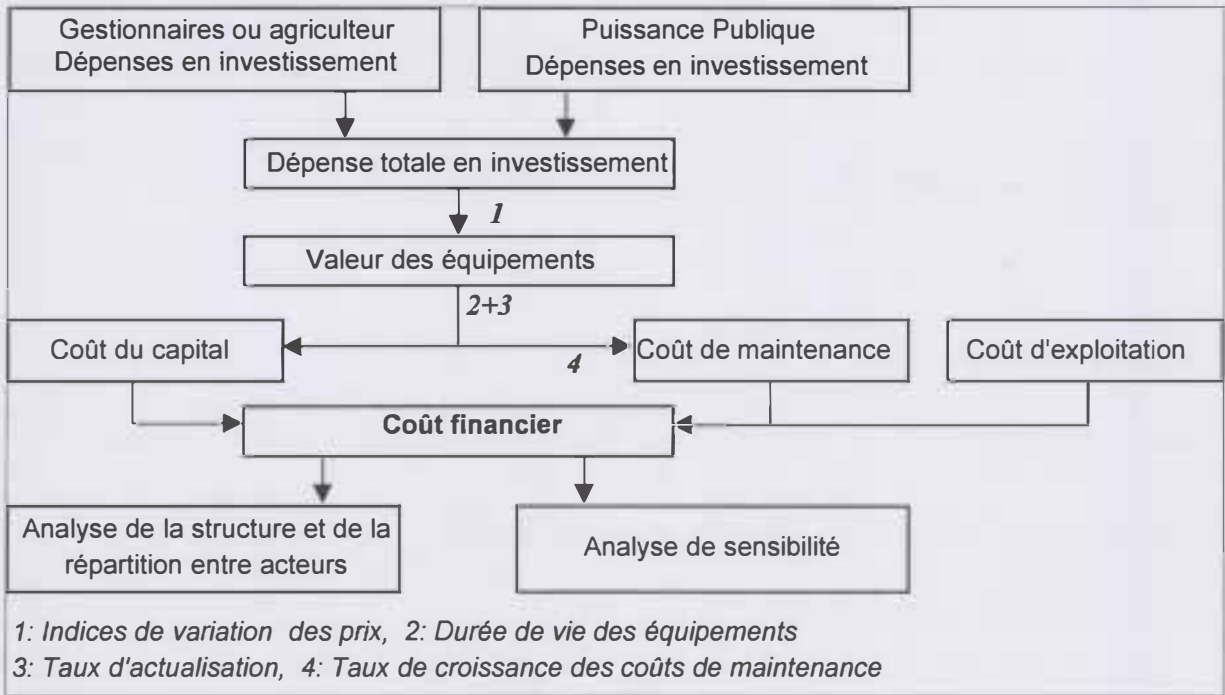 Gestionnaires ou agriculteur
Dépenses en investissement
Puissance Publique
Dépenses en investissement
Dépense totale en investissement
1
Valeur des équipements
2+3
Coût du capital
4
Coût de maintenance
Coût d'exploitation
Coût financier
Analyse de la structure et de la
répartition entre acteurs
Analyse de sensibilité
1: Indices de variation des prix, 2: Durée de vie des équipements
3: Taux d'actualisation, 4: Taux de croissance des coûts de maintenance